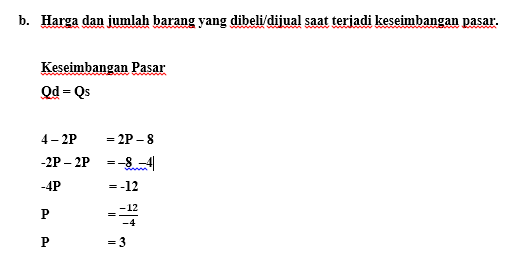 b. Harga dan jumlah barang yang dibeli/dijual saat terjadi keseimbangan pasar.
Keseimbangan Pasar
Qd = Qs
4 – 2P = 2P – 8
-2P – 2P = –8 –4
-4P = -12
P = −12/−4
P = 3